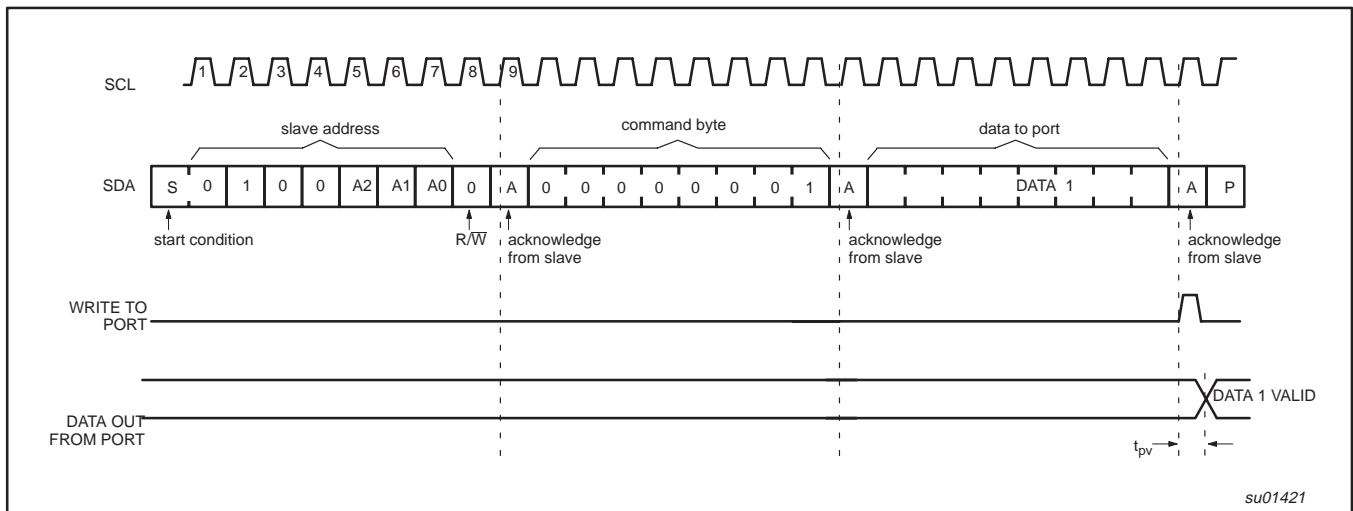 SCL
1 2 3 4 5 6 7 8 9
slave address
command byte
data to port
SDA
S 0 1 0 0 A2 A1 A0 0 A 0 0 0 0 0 0 0 1 A DATA 1 A P
start condition
R/W̅
acknowledge
from slave
acknowledge
from slave
acknowledge
from slave
WRITE TO
PORT
DATA OUT
FROM PORT
DATA 1 VALID
tpv
su01421